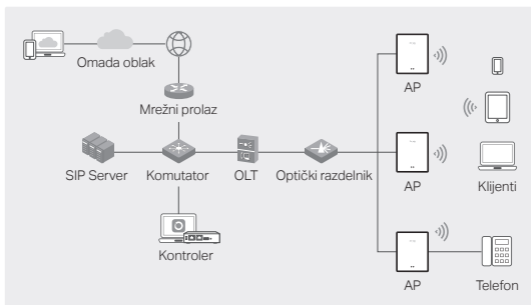 Omada oblak
Mrežni prolaz
AP
SIP Server
Komutator
OLT
Optički razdelnik
AP
Klijenti
Kontroler
AP
Telefon